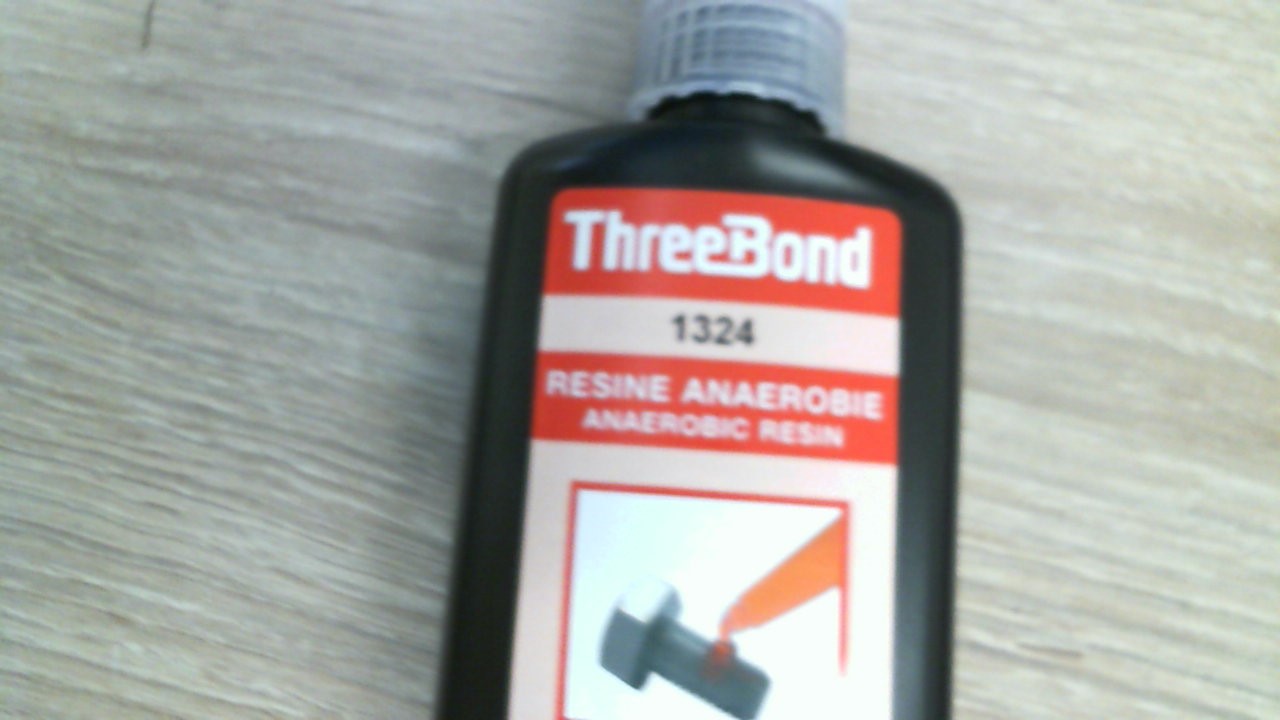 ThreeBond
1324
RESINE ANAEROBIE
ANAEROBIC RESIN